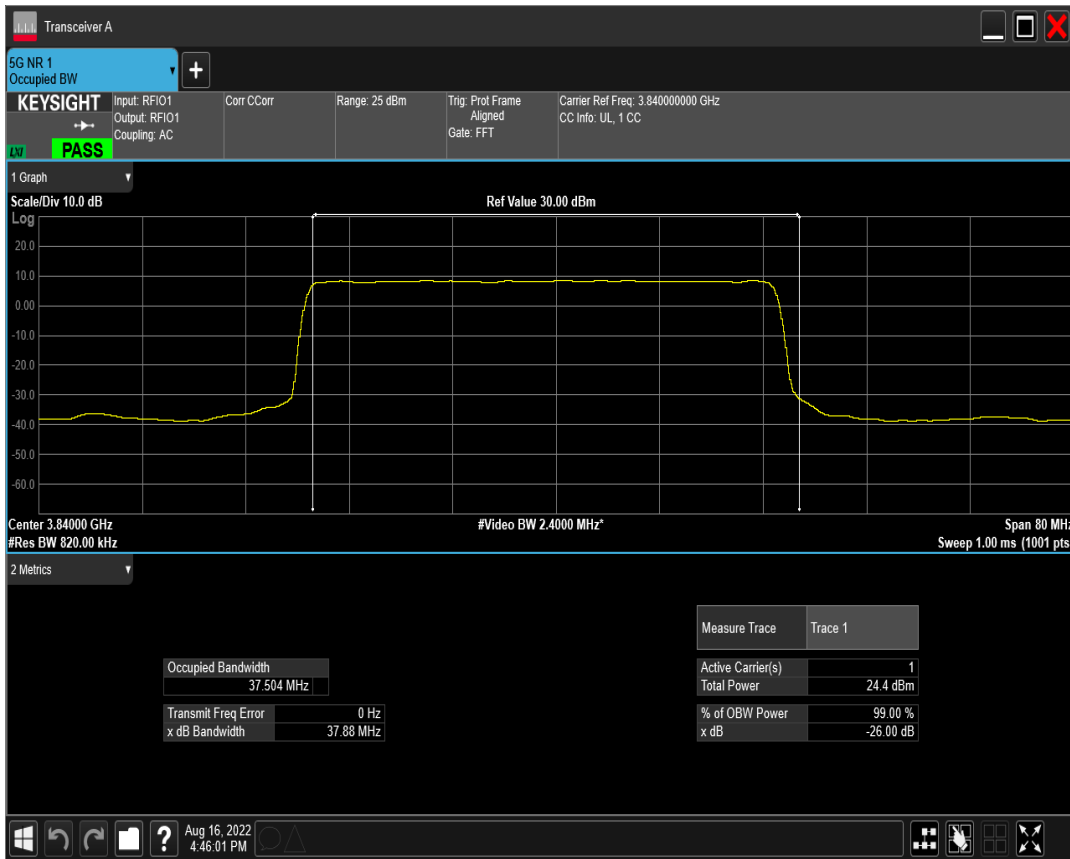 Transceiver A
5G NR 1
Occupied BW
KEYSIGHT
LXI
PASS
Input: RFIO1
Output: RFIO1
Coupling: AC
Corr CCorr
Range: 25 dBm
Trig: Prot Frame
Aligned
Gate: FFT
Carrier Ref Freq: 3.840000000 GHz
CC Info: UL, 1 CC
1 Graph
Scale/Div 10.0 dB
Ref Value 30.00 dBm
Log
20.0
10.0
0.00
-10.0
-20.0
-30.0
-40.0
-50.0
-60.0
Center 3.84000 GHz
#Video BW 2.4000 MHz*
Span 80 MHz
#Res BW 820.00 kHz
Sweep 1.00 ms (1001 pts
2 Metrics
Measure Trace Trace 1
Occupied Bandwidth
37.504 MHz
Active Carrier(s) 1
Total Power 24.4 dBm
Transmit Freq Error 0 Hz
x dB Bandwidth 37.88 MHz
% of OBW Power 99.00 %
x dB -26.00 dB
?
Aug 16, 2022
4:46:01 PM